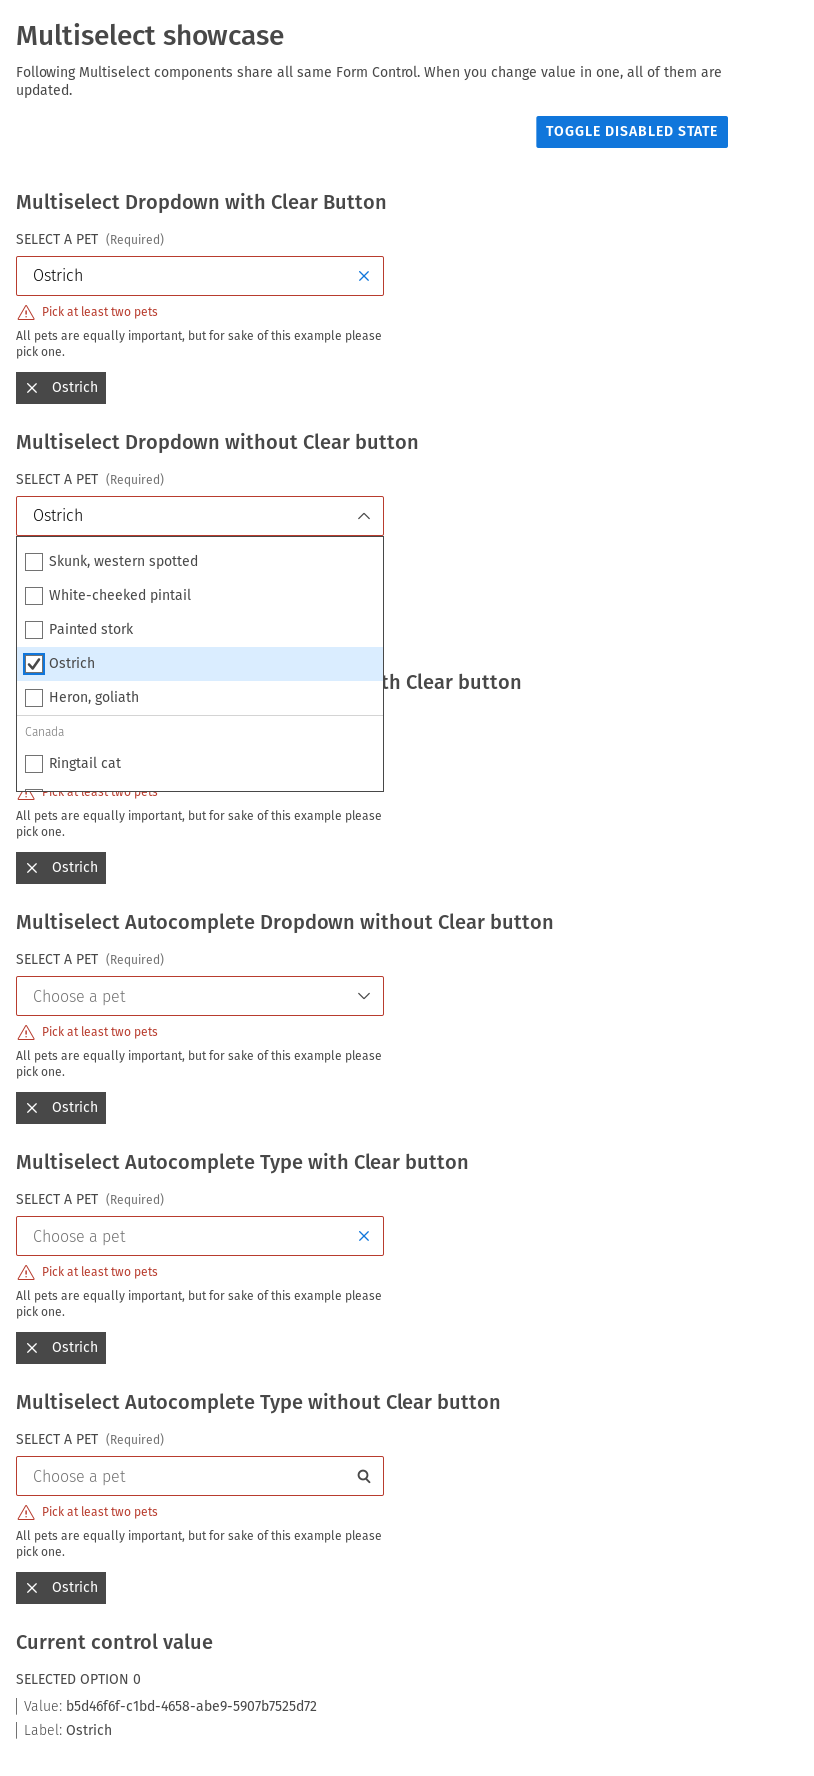 Multiselect showcase
Following Multiselect components share all same Form Control. When you change value in one, all of them are
updated.
TOGGLE DISABLED STATE
Multiselect Dropdown with Clear Button
SELECT A PET (Required)
Ostrich
Pick at least two pets
All pets are equally important, but for sake of this example please
pick one.
Ostrich
Multiselect Dropdown without Clear button
SELECT A PET (Required)
Ostrich
Skunk, western spotted
White-cheeked pintail
Painted stork
Ostrich
th Clear button
Heron, goliath
Canada
Ringtail cat
Pick at least two pets
All pets are equally important, but for sake of this example please
pick one.
Ostrich
Multiselect Autocomplete Dropdown without Clear button
SELECT A PET (Required)
Choose a pet
Pick at least two pets
All pets are equally important, but for sake of this example please
pick one.
Ostrich
Multiselect Autocomplete Type with Clear button
SELECT A PET (Required)
Choose a pet
Pick at least two pets
All pets are equally important, but for sake of this example please
pick one.
Ostrich
Multiselect Autocomplete Type without Clear button
SELECT A PET (Required)
Choose a pet
Pick at least two pets
All pets are equally important, but for sake of this example please
pick one.
Ostrich
Current control value
SELECTED OPTION 0
Value: b5d46f6f-c1bd-4658-abe9-5907b7525d72
Label: Ostrich